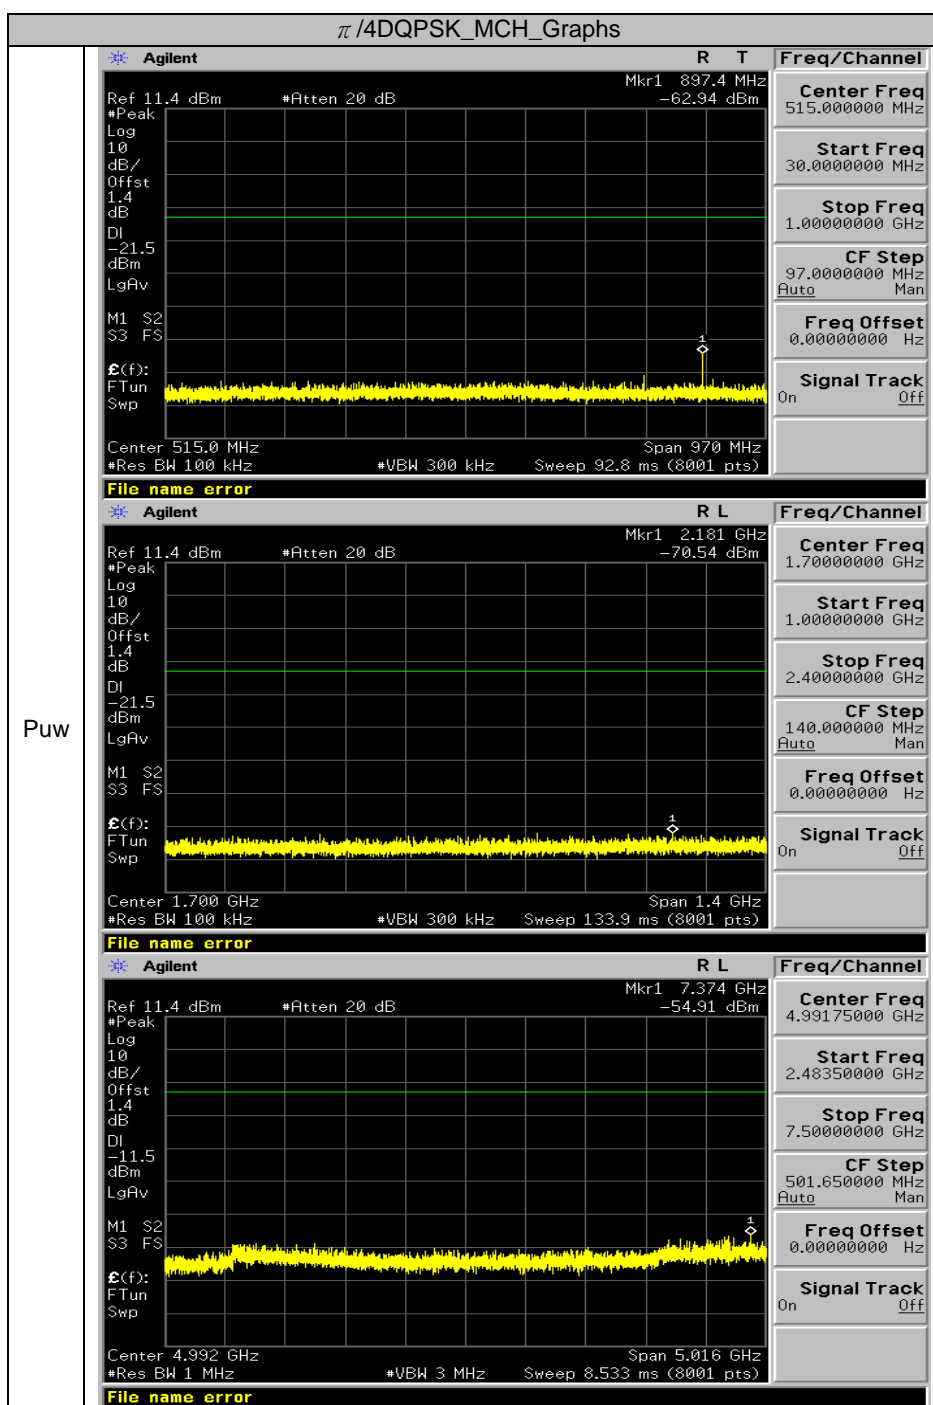 π/4DQPSK_MCH_Graphs
Puw
Agilent R T Freq/Channel
Mkr1 897.4 MHz
Ref 11.4 dBm #Atten 20 dB -62.94 dBm
#Peak
Log
10
dB/
Offst
1.4
dB
DI
-21.5
dBm
LgAv
M1 S2
S3 FS
£(f):
FTun
Swp
1
Center 515.0 MHz Span 970 MHz
#Res BW 100 kHz #VBW 300 kHz Sweep 92.8 ms (8001 pts)
Center Freq
515.000000 MHz
Start Freq
30.0000000 MHz
Stop Freq
1.00000000 GHz
CF Step
97.0000000 MHz
Auto Man
Freq Offset
0.00000000 Hz
Signal Track
On Off
File name error
Agilent R L Freq/Channel
Mkr1 2.181 GHz
Ref 11.4 dBm #Atten 20 dB -70.54 dBm
#Peak
Log
10
dB/
Offst
1.4
dB
DI
-21.5
dBm
LgAv
M1 S2
S3 FS
£(f):
FTun
Swp
1
Center 1.700 GHz Span 1.4 GHz
#Res BW 100 kHz #VBW 300 kHz Sweep 133.9 ms (8001 pts)
Center Freq
1.70000000 GHz
Start Freq
1.00000000 GHz
Stop Freq
2.40000000 GHz
CF Step
140.000000 MHz
Auto Man
Freq Offset
0.00000000 Hz
Signal Track
On Off
File name error
Agilent R L Freq/Channel
Mkr1 7.374 GHz
Ref 11.4 dBm #Atten 20 dB -54.91 dBm
#Peak
Log
10
dB/
Offst
1.4
dB
DI
-11.5
dBm
LgAv
M1 S2
S3 FS
£(f):
FTun
Swp
1
Center 4.992 GHz Span 5.016 GHz
#Res BW 1 MHz #VBW 3 MHz Sweep 8.533 ms (8001 pts)
Center Freq
4.99175000 GHz
Start Freq
2.48350000 GHz
Stop Freq
7.50000000 GHz
CF Step
501.650000 MHz
Auto Man
Freq Offset
0.00000000 Hz
Signal Track
On Off
File name error